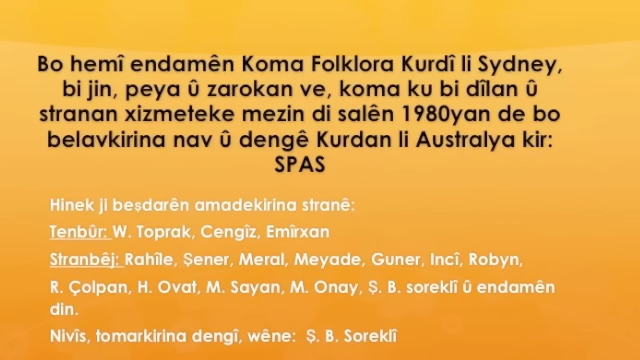 Bo hemî endamên Koma Folklora Kurdî li Sydney,
bi jin, peya û zarokan ve, koma ku bi dîlan û
stranan xizmeteke mezin di salên 1980yan de bo
belavkirina nav û dengê Kurdan li Australya kir:
SPAS
Hinek ji beşdarên amadekirina stranê:
Tenbûr: W. Toprak, Cengîz, Emîrxan
Stranbêj: Rahîle, Şener, Meral, Meyade, Guner, Incî, Robyn,
R. Çolpan, H. Ovat, M. Sayan, M. Onay, Ş. B. soreklî û endamên
din.
Nivîs, tomarkirina dengî, wêne: Ş. B. Soreklî